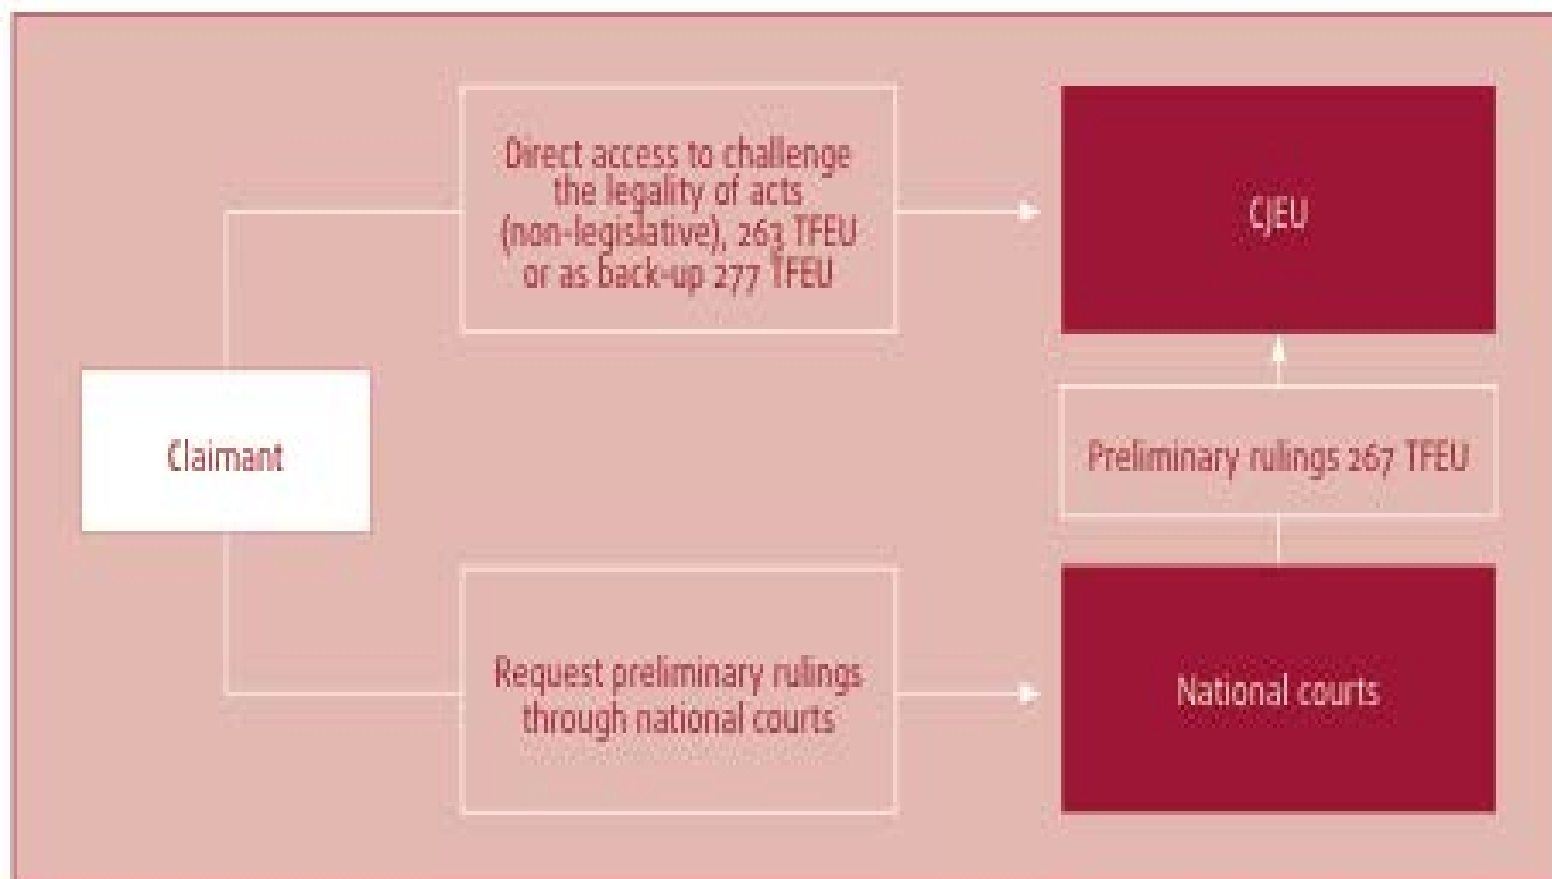 Direct access to challenge
the legality of acts
(non-legislative), 263 TFEU
or as back-up 277 TFEU
CJEU
Claimant
Preliminary rulings 267 TFEU
Request preliminary rulings
through national courts
National courts